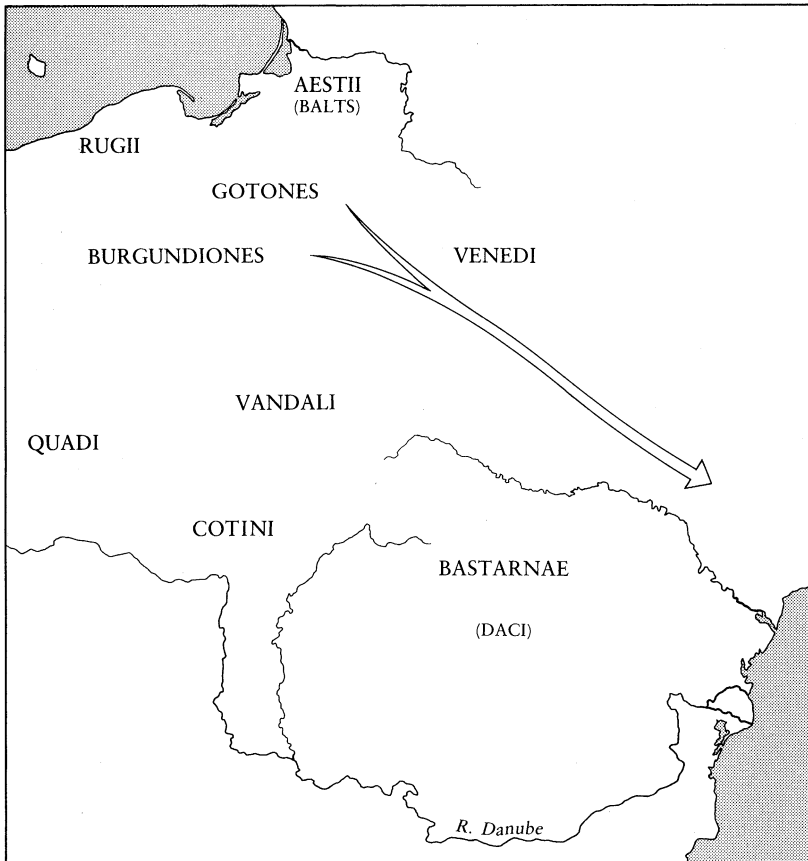 AESTII
(BALTS)
RUGII
GOTONES
BURGUNDIONES
VENEDI
VANDALI
QUADI
COTINI
BASTARNAE
(DACI)
R. Danube